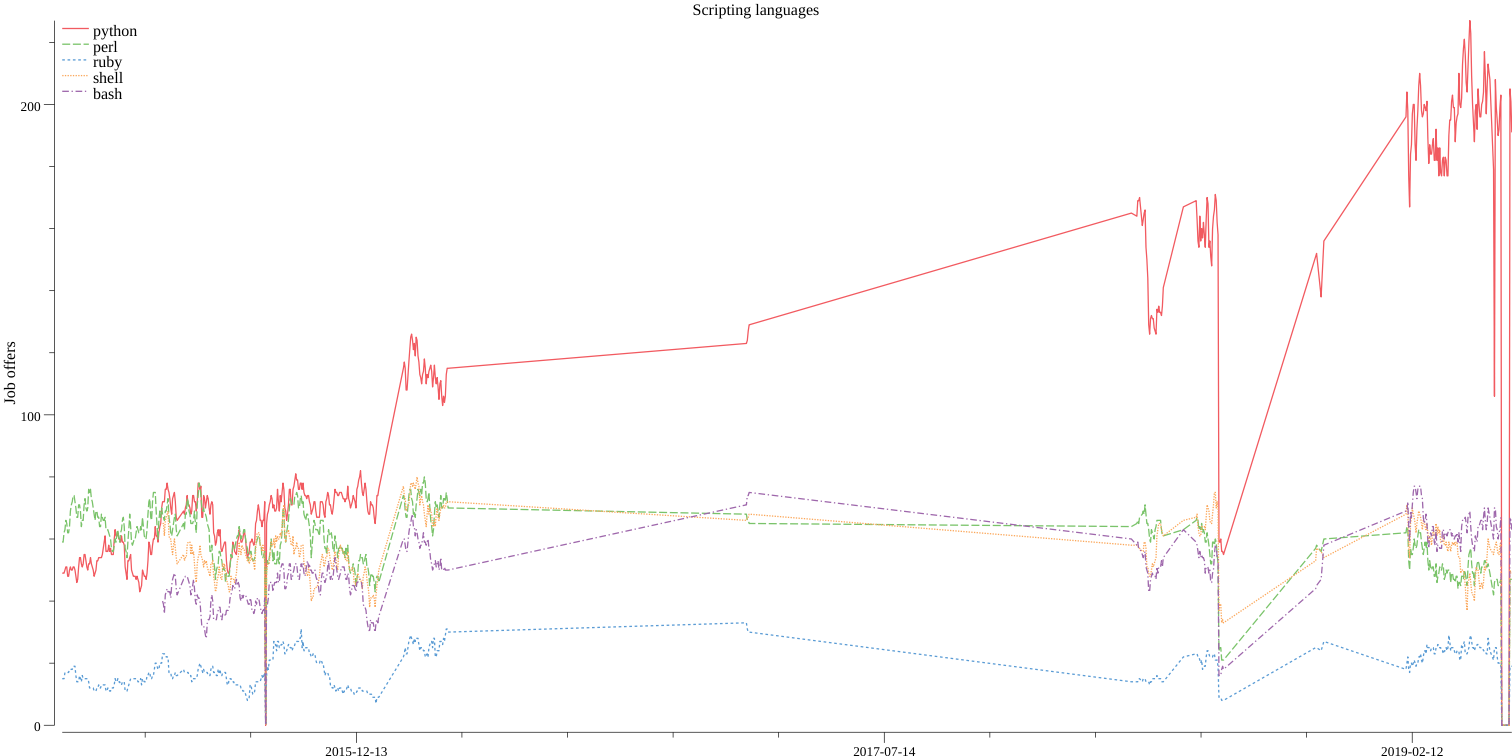 Scripting languages
python
perl
ruby
shell
bash
Job offers
200
100
0
2015-12-13
2017-07-14
2019-02-12